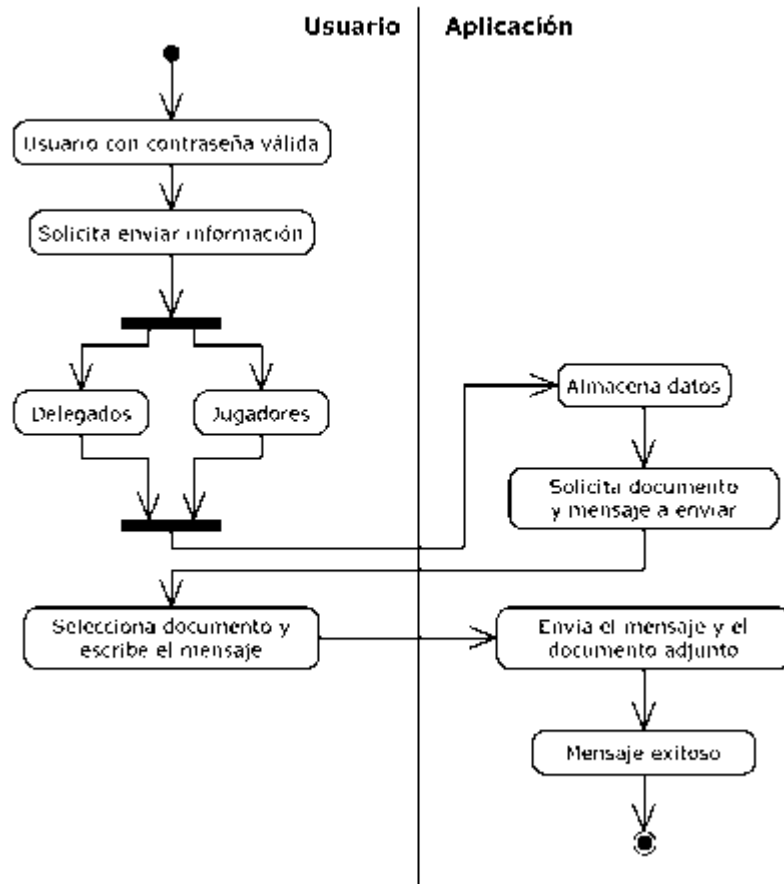 Usuario
Aplicación
Usuario con contraseña válida
Solicita enviar información
Delegados
Jugadores
Almacena datos
Solicita documento
y mensaje a enviar
Selecciona documento y
escribe el mensaje
Envia el mensaje y el
documento adjunto
Mensaje exitoso